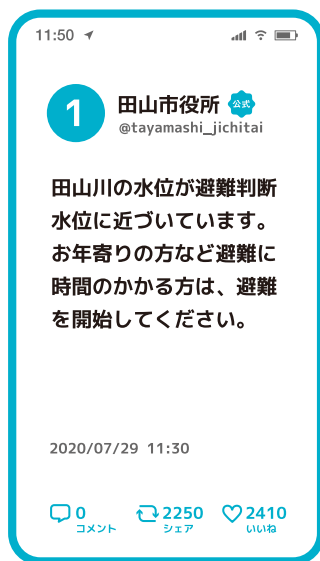 11:50
1
田山市役所 公式
@tayamashi_jichitai
田山川の水位が避難判断
水位に近づいています。
お年寄りの方など避難に
時間のかかる方は、避難
を開始してください。
2020/07/29 11:30
0 2250 2410
コメント シェア いいね